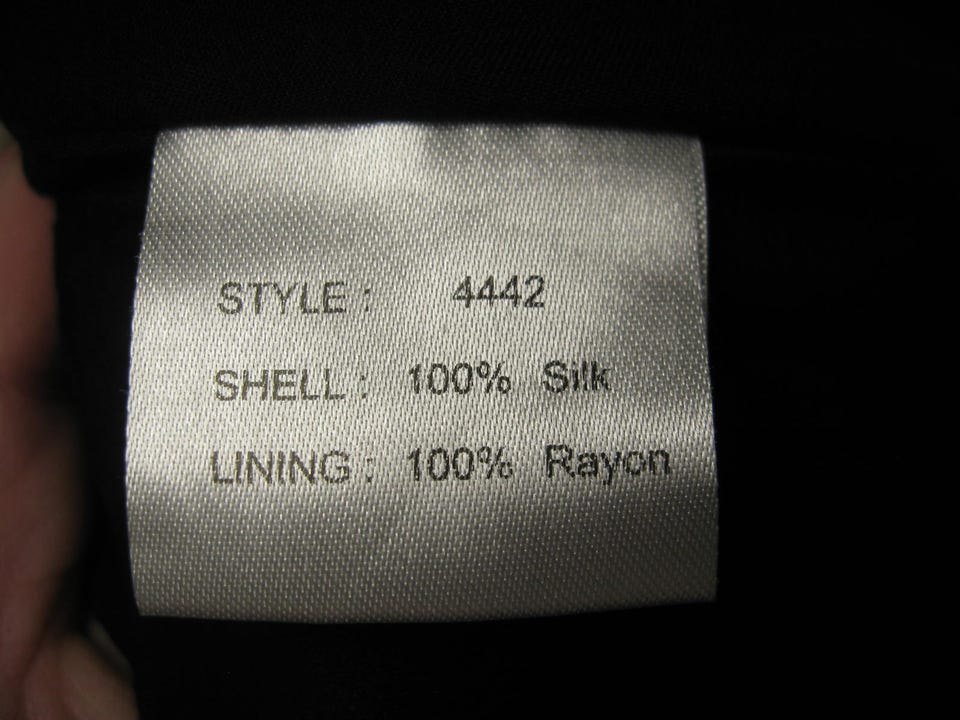 STYLE : 4442
SHELL : 100% Silk
LINING : 100% Rayon